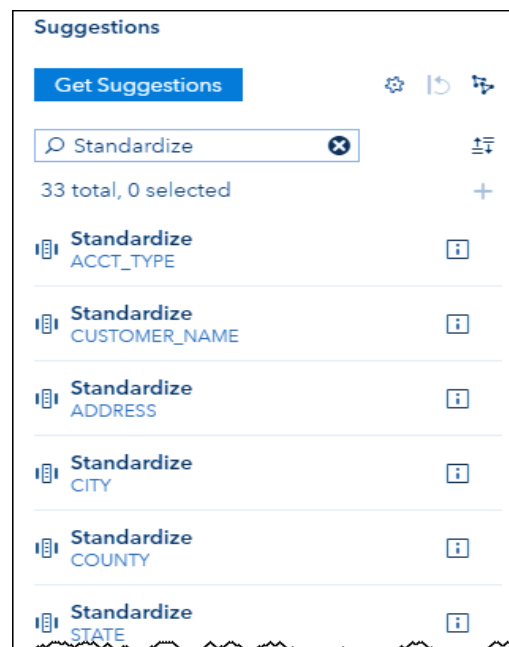 Suggestions
Get Suggestions
Standardize
33 total, 0 selected
Standardize
ACCT_TYPE
Standardize
CUSTOMER_NAME
Standardize
ADDRESS
Standardize
CITY
Standardize
COUNTY
Standardize
STATE